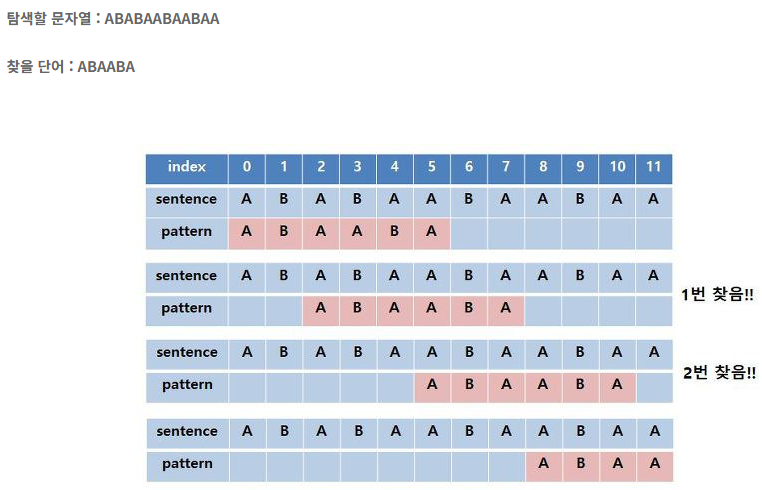 탐색할 문자열 : ABABAABAABAA
찾을 단어 : ABAABA
index 0 1 2 3 4 5 6 7 8 9 10 11
sentence A B A B A A B A A B A A
pattern A B A A B A
sentence A B A B A A B A A B A A
pattern A B A A B A
1번 찾음!!
sentence A B A B A A B A A B A A
pattern A B A A B A
2번 찾음!!
sentence A B A B A A B A A B A A
pattern A B A A